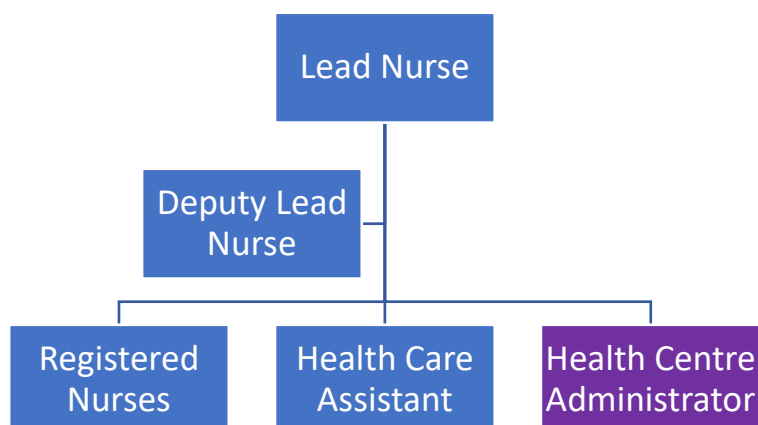 Lead Nurse
Deputy Lead
Nurse
Registered
Nurses
Health Care
Assistant
Health Centre
Administrator